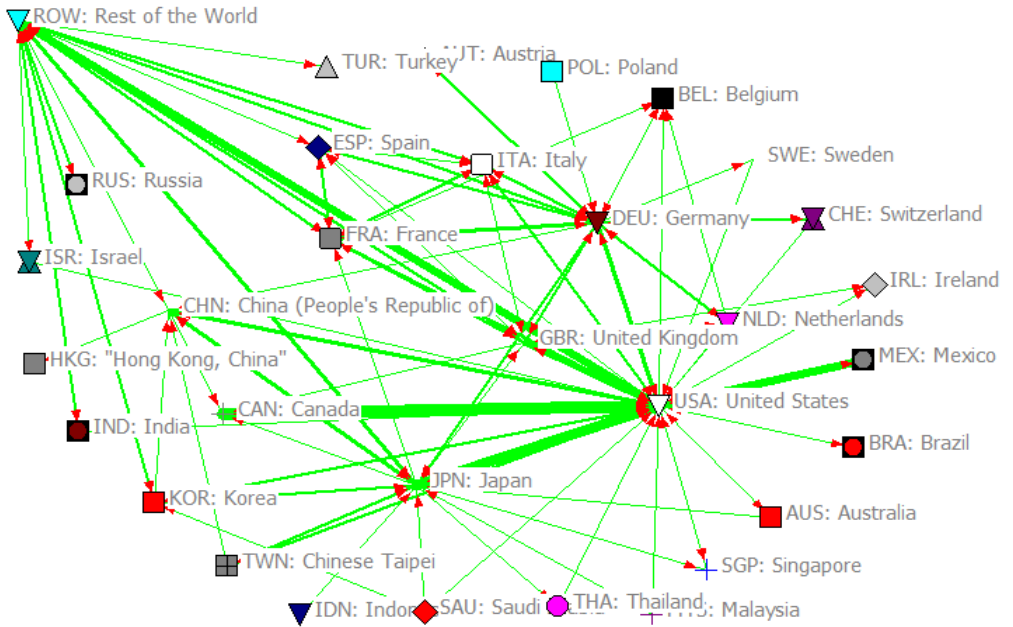 ROW: Rest of the World
TUR: Turkey
Austria
POL: Poland
BEL: Belgium
ESP: Spain
ITA: Italy
SWE: Sweden
RUS: Russia
CHE: Switzerland
DEU: Germany
FRA: France
ISR: Israel
IRL: Ireland
CHN: China (People's Republic of)
NLD: Netherlands
GBR: United Kingdom
HKG: "Hong Kong, China"
MEX: Mexico
CAN: Canada
USA: United States
IND: India
BRA: Brazil
JPN: Japan
KOR: Korea
AUS: Australia
TWN: Chinese Taipei
SGP: Singapore
IDN:
SAU: Saudi
THA: Thailand
Malaysia